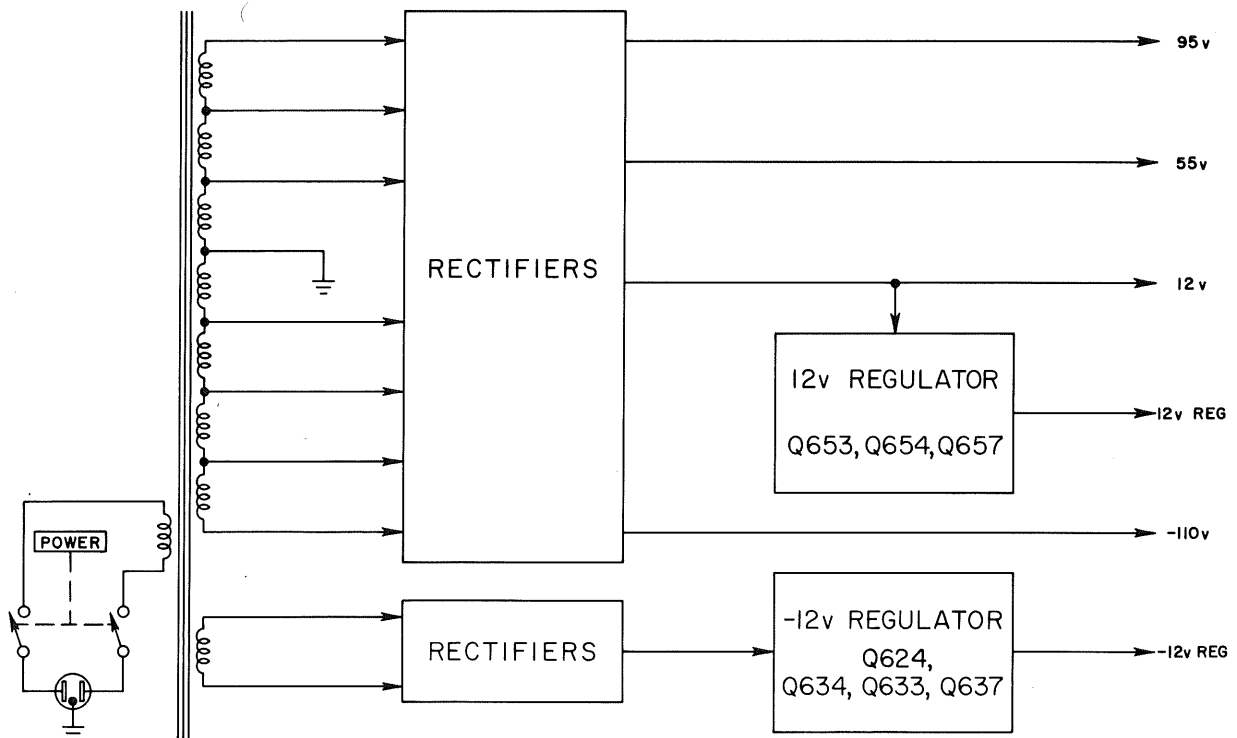 95v
55v
RECTIFIERS
12v
12v REGULATOR
Q653, Q654, Q657
12v REG
POWER
-110v
RECTIFIERS
-12v REGULATOR
Q624,
Q634, Q633, Q637
-12v REG